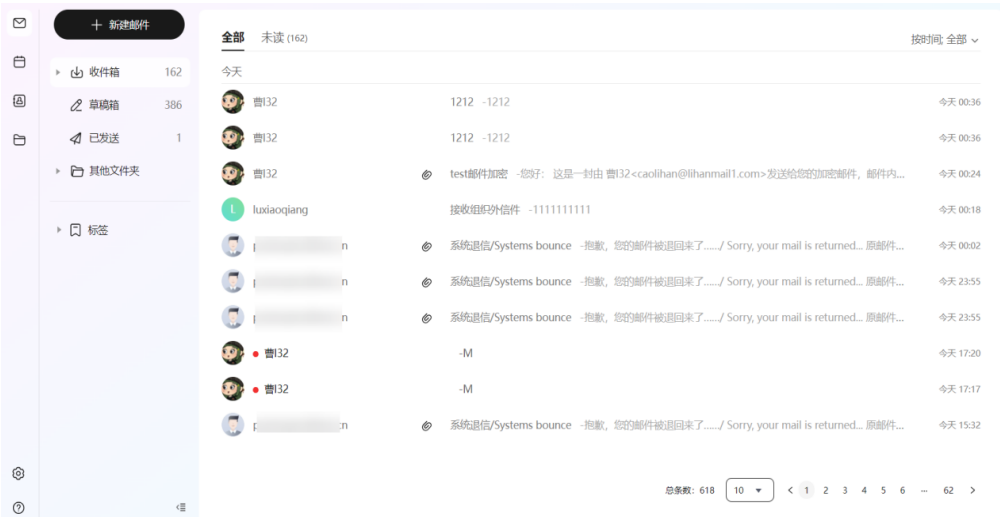 新建邮件
收件箱 162
草稿箱 386
已发送 1
其他文件夹
标签
全部 未读 (162) 按时间; 全部
今天
曹l32 1212 -1212 今天 00:36
曹l32 1212 -1212 今天 00:36
曹l32 test邮件加密 -您好： 这是一封由 曹l32<caolihan@lihanmail1.com>发送给您的加密邮件，邮件内... 今天 00:24
L luxiaoqiang 接收组织外信件 -1111111111 今天 00:18
系统退信/Systems bounce -抱歉，您的邮件被退回来了....../ Sorry, your mail is returned... 原邮件... 今天 00:02
系统退信/Systems bounce -抱歉，您的邮件被退回来了....../ Sorry, your mail is returned... 原邮件... 今天 23:55
系统退信/Systems bounce -抱歉，您的邮件被退回来了....../ Sorry, your mail is returned... 原邮件... 今天 23:55
曹l32 -M 今天 17:20
曹l32 -M 今天 17:17
系统退信/Systems bounce -抱歉，您的邮件被退回来了....../ Sorry, your mail is returned... 原邮件... 今天 15:32
总条数: 618 10 1 2 3 4 5 6 ... 62